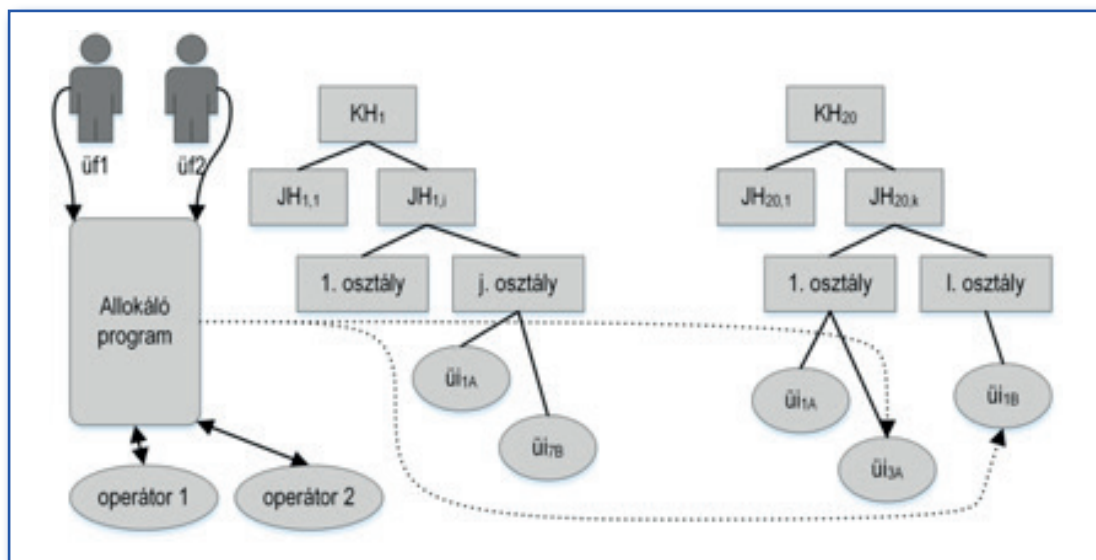 üf1 üf2
KH₁
KH₂₀
JH₁,₁ JH₁,ᵢ
JH₂₀,₁ JH₂₀,ₖ
Allokáló
program
1. osztály j. osztály
1. osztály l. osztály
üi₁A
üi₇B
üi₁A
üi₁B
üi₃A
operátor 1 operátor 2